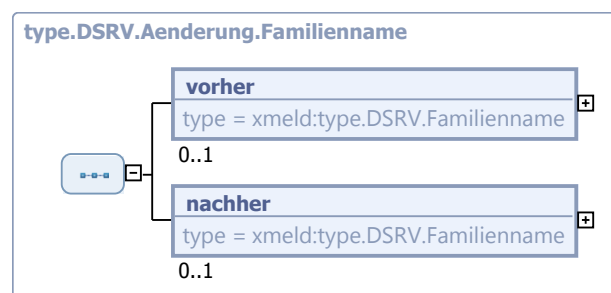 type.DSRV.Aenderung.Familienname
vorher
type = xmeld:type.DSRV.Familienname
0..1
nachher
type = xmeld:type.DSRV.Familienname
0..1